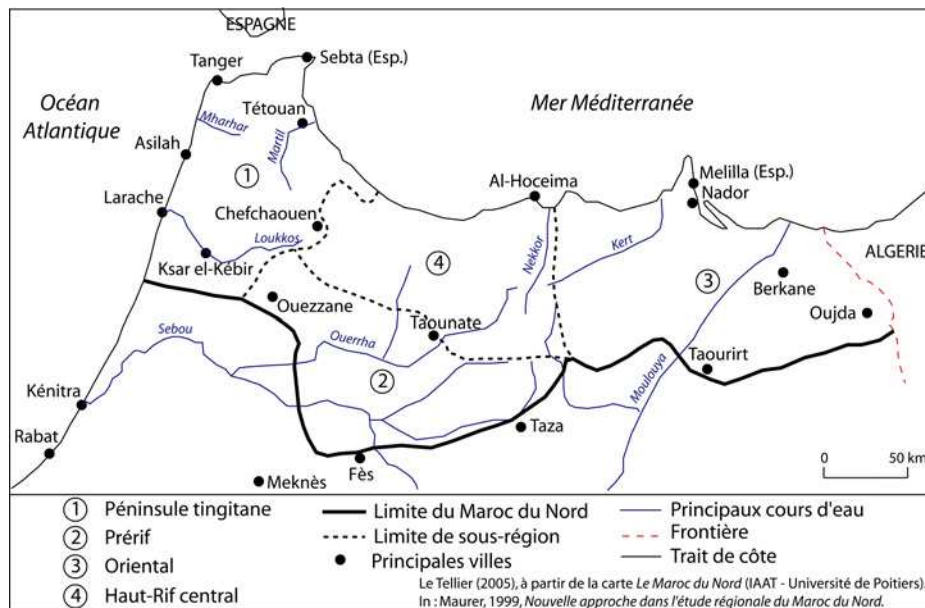 ESPAGNE
Tanger
Sebta (Esp.)
Océan
Atlantique
Mer Méditerranée
Tétouan
Mharhar
Martil
Asilah
1
Larache
Chefchaouen
Loukkos
Ksar el-Kébir
Al-Hoceima
Melilla (Esp.)
Nador
Nekkor
Kert
4
3
ALGERIE
Berkane
Oujda
Ouezzane
Taounate
Ouerrha
Sebou
2
Moulouya
Taourirt
Kénitra
Rabat
Taza
Fès
Meknès
0 50 km
1 Péninsule tingitane
2 Prérif
3 Oriental
4 Haut-Rif central
Limite du Maroc du Nord
Limite de sous-région
Principales villes
Principaux cours d'eau
Frontière
Trait de côte
Le Tellier (2005), à partir de la carte Le Maroc du Nord (IAAT - Université de Poitiers).
In : Maurer, 1999, Nouvelle approche dans l'étude régionale du Maroc du Nord.